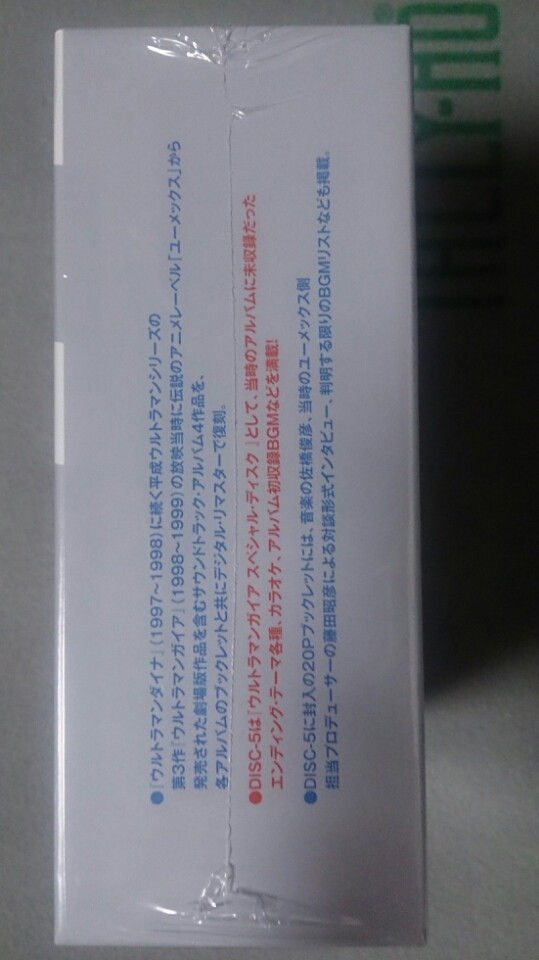 ●『ウルトラマンダイナ』(1997～1998)に続く平成ウルトラマンシリーズの
第3作『ウルトラマンガイア』(1998～1999)の放映当時に伝説のアニメレーベル「ユーメックス」から
発売された劇場版作品を含むサウンドトラック・アルバム4作品を、
各アルバムのブックレットと共にデジタル・リマスターで復刻。
●DISC-5は『ウルトラマンガイア スペシャル・ディスク』として、当時のアルバムに未収録だった
エンディング・テーマ各種、カラオケ、アルバム初収録BGMなどを満載!
●DISC-5に封入の20Pブックレットには、音楽の佐橋俊彦、当時のユーメックス側
担当プロデューサーの藤田昭彦による対談形式インタビュー、判明する限りのBGMリストなども掲載。